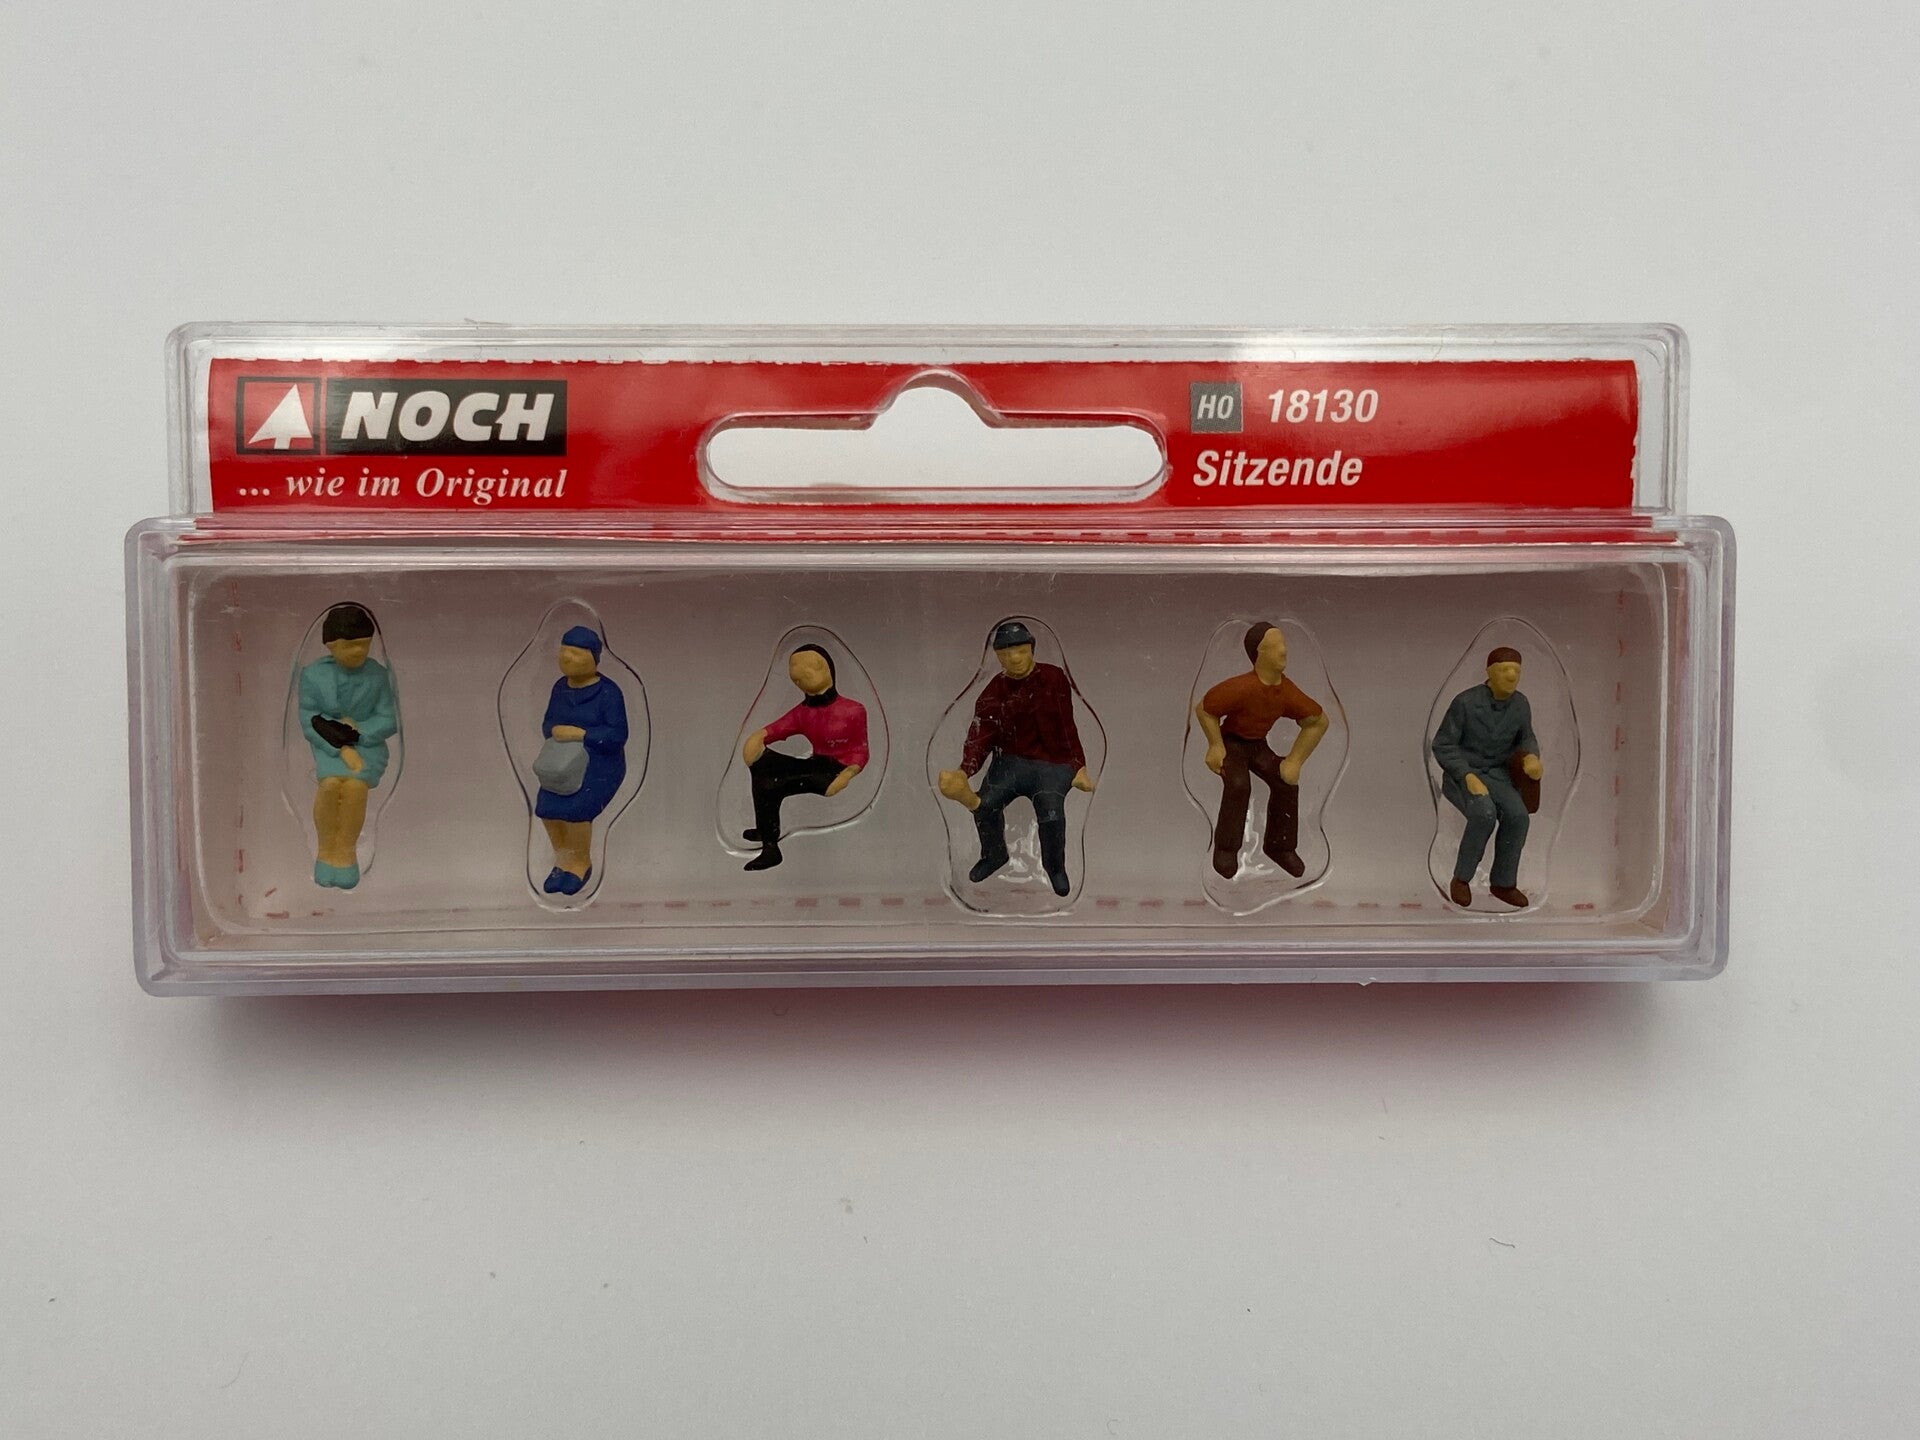 NOCH
... wie im Original
H0 18130
Sitzende